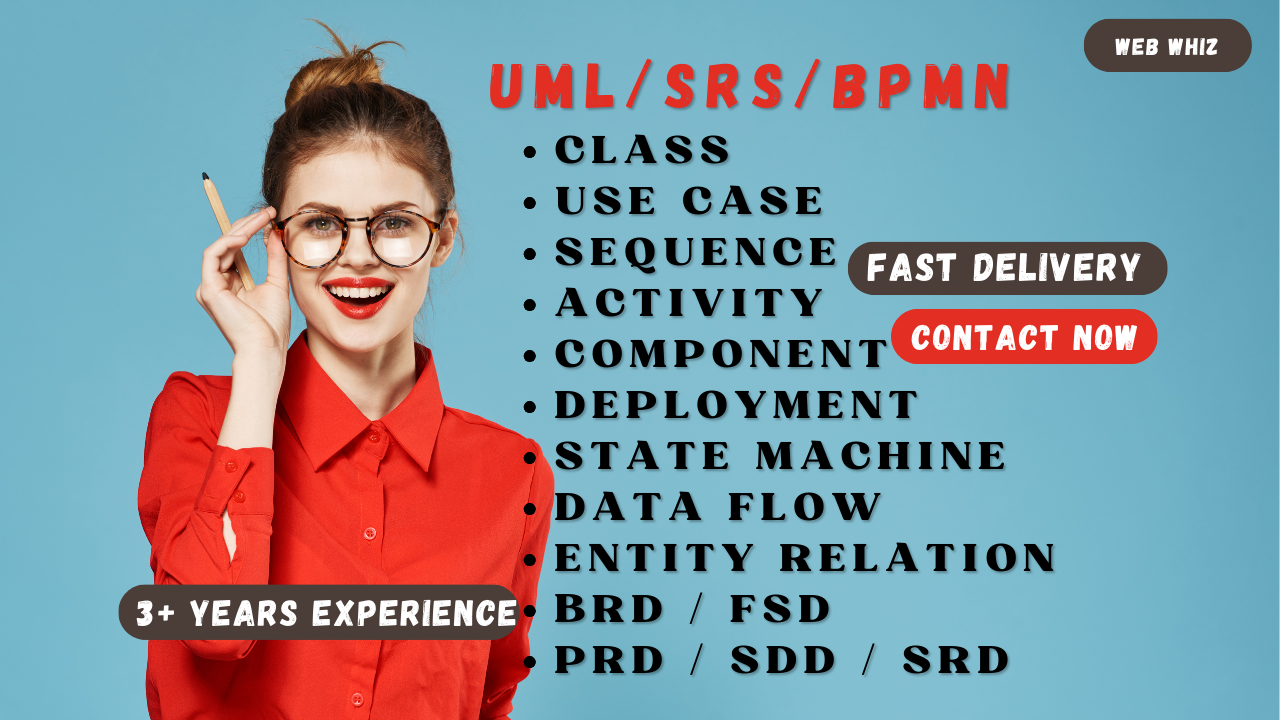 WEB WHIZ
UML/SRS/BPMN
• CLASS
• USE CASE
• SEQUENCE
• ACTIVITY
• COMPONENT
• DEPLOYMENT
• STATE MACHINE
• DATA FLOW
• ENTITY RELATION
• BRD / FSD
• PRD / SDD / SRD
FAST DELIVERY
CONTACT NOW
3+ YEARS EXPERIENCE